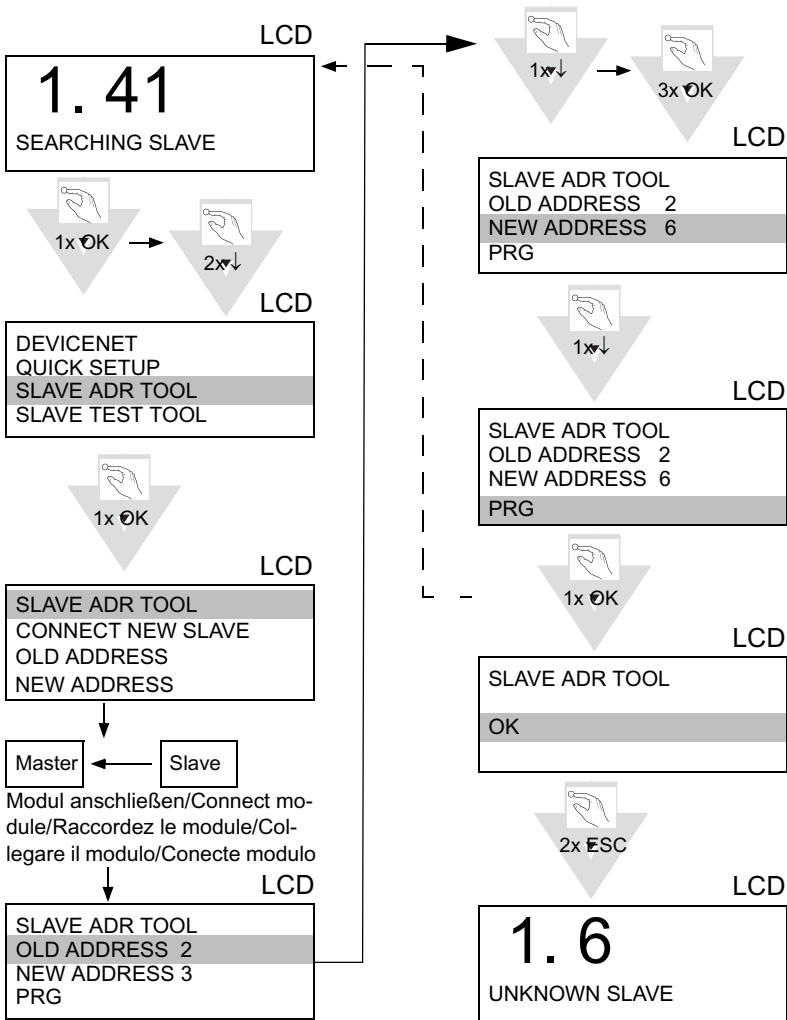 LCD
1. 41
SEARCHING SLAVE
1x OK
2x ↓
LCD
DEVICENET
QUICK SETUP
SLAVE ADR TOOL
SLAVE TEST TOOL
1x OK
LCD
SLAVE ADR TOOL
CONNECT NEW SLAVE
OLD ADDRESS
NEW ADDRESS
Master
Slave
Modul anschließen/Connect mo-
dule/Raccordez le module/Col-
legare il modulo/Conecte modulo
LCD
SLAVE ADR TOOL
OLD ADDRESS 2
NEW ADDRESS 3
PRG
1x ↓
3x OK
LCD
SLAVE ADR TOOL
OLD ADDRESS 2
NEW ADDRESS 6
PRG
1x ↓
LCD
SLAVE ADR TOOL
OLD ADDRESS 2
NEW ADDRESS 6
PRG
1x OK
LCD
SLAVE ADR TOOL
OK
2x ESC
LCD
1. 6
UNKNOWN SLAVE